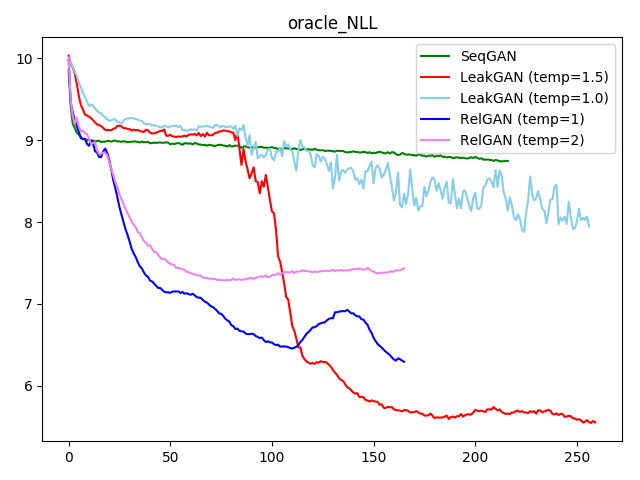 oracle_NLL
SeqGAN
LeakGAN (temp=1.5)
LeakGAN (temp=1.0)
RelGAN (temp=1)
RelGAN (temp=2)
10
9
8
7
6
0 50 100 150 200 250